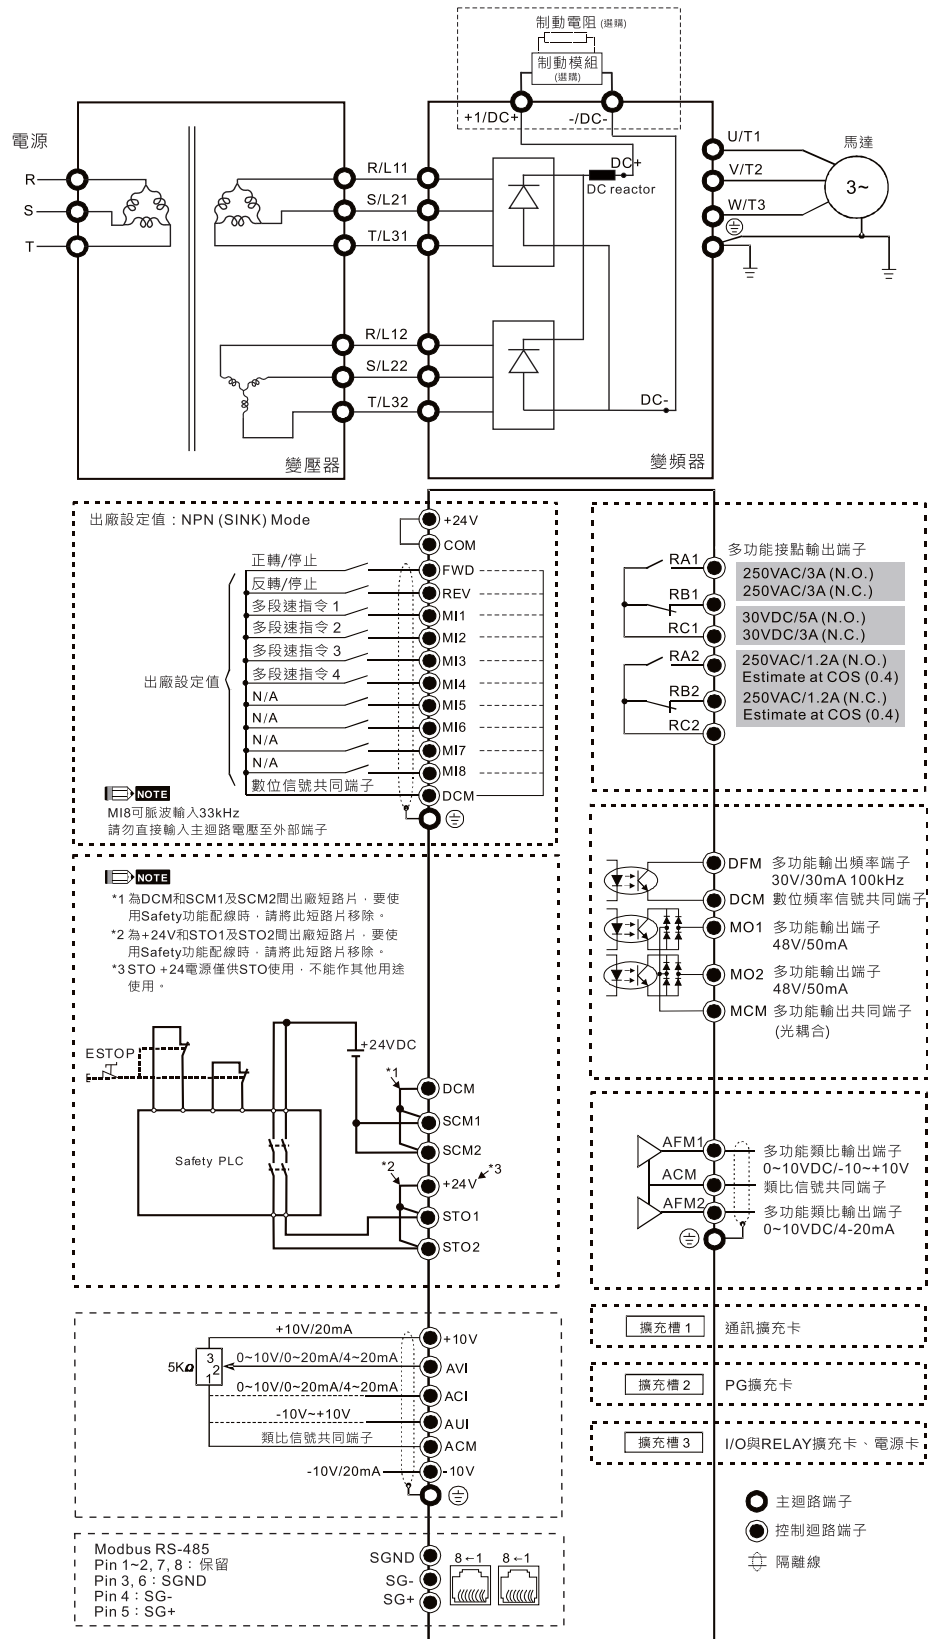 制動電阻 (選購)
制動模組
(選購)
+1/DC+
-/DC-
電源
R
S
T
R/L11
S/L21
T/L31
R/L12
S/L22
T/L32
變壓器
DC+
DC reactor
DC-
變頻器
U/T1
V/T2
W/T3
馬達
3~
出廠設定值：NPN (SINK) Mode
+24V
COM
正轉/停止
FWD
反轉/停止
REV
多段速指令 1
MI1
多段速指令 2
MI2
多段速指令 3
MI3
多段速指令 4
MI4
出廠設定值
N/A
MI5
N/A
MI6
N/A
MI7
N/A
MI8
數位信號共同端子
DCM
NOTE
MI8可脈波輸入33kHz
請勿直接輸入主迴路電壓至外部端子
RA1
RB1
RC1
RA2
RB2
RC2
多功能接點輸出端子
250VAC/3A (N.O.)
250VAC/3A (N.C.)
30VDC/5A (N.O.)
30VDC/3A (N.C.)
250VAC/1.2A (N.O.)
Estimate at COS (0.4)
250VAC/1.2A (N.C.)
Estimate at COS (0.4)
NOTE
*1 為DCM和SCM1及SCM2間出廠短路片，要使
用Safety功能配線時，請將此短路片移除。
*2 為+24V和STO1及STO2間出廠短路片，要使
用Safety功能配線時，請將此短路片移除。
*3 STO +24電源僅供STO使用，不能作其他用途
使用。
ESTOP
+24VDC
Safety PLC
*1
DCM
SCM1
SCM2
*2
+24V
*3
STO1
STO2
DFM 多功能輸出頻率端子
30V/30mA 100kHz
DCM 數位頻率信號共同端子
MO1 多功能輸出端子
48V/50mA
MO2 多功能輸出端子
48V/50mA
MCM 多功能輸出共同端子
(光耦合)
AFM1
多功能類比輸出端子
0~10VDC/-10~+10V
ACM
類比信號共同端子
AFM2
多功能類比輸出端子
0~10VDC/4-20mA
+10V/20mA
+10V
5KΩ
3
2
1
0~10V/0~20mA/4~20mA
AVI
0~10V/0~20mA/4~20mA
ACI
-10V~+10V
AUI
類比信號共同端子
ACM
-10V/20mA
-10V
擴充槽 1 通訊擴充卡
擴充槽 2 PG擴充卡
擴充槽 3 I/O與RELAY擴充卡、電源卡
Modbus RS-485
Pin 1~2, 7, 8：保留
Pin 3, 6：SGND
Pin 4：SG-
Pin 5：SG+
SGND
SG-
SG+
8←1
8←1
主迴路端子
控制迴路端子
隔離線